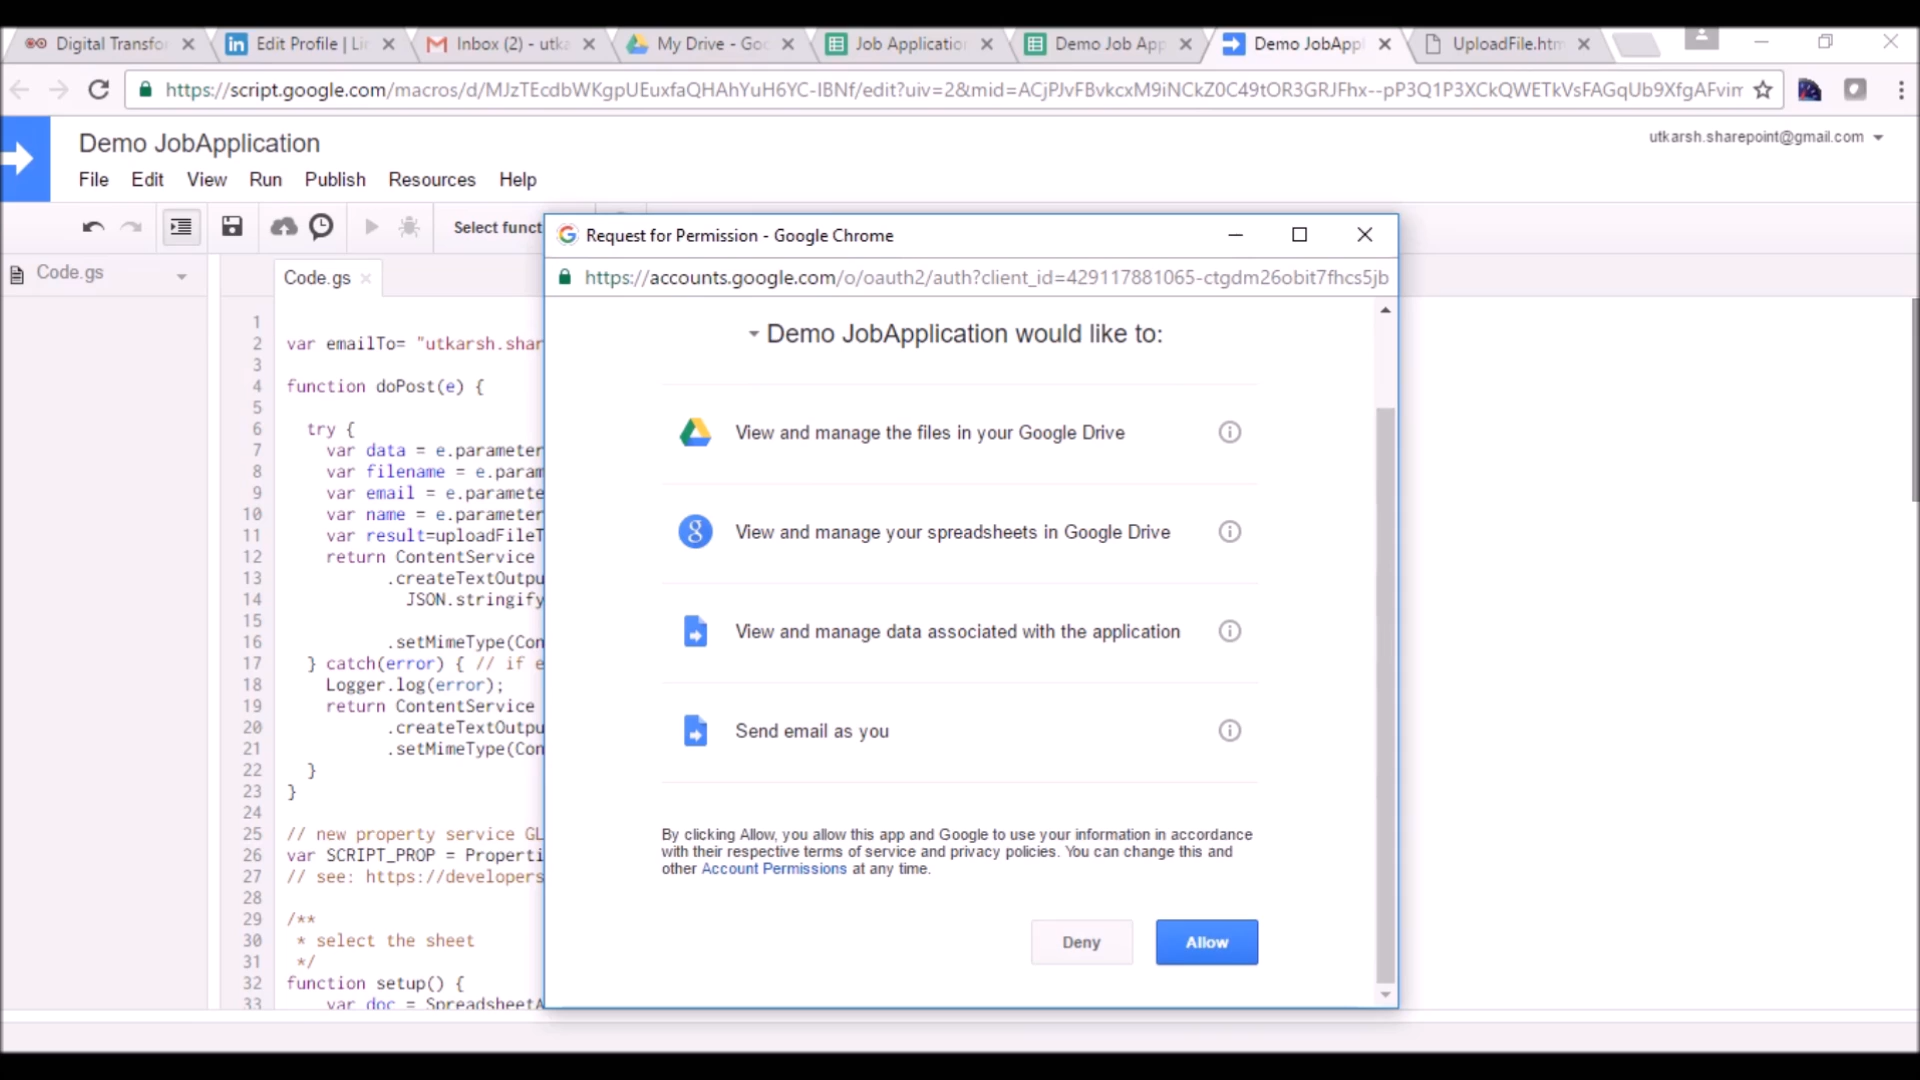 Digital Transfo
Edit Profile | Li
Inbox (2) - utka
My Drive - Goo
Job Application
Demo Job App
Demo JobAppl
UploadFile.htm
https://script.google.com/macros/d/MJzTEcdbWKgpUEuxfaQHAhYuH6YC-IBNf/edit?uiv=2&mid=ACjPJvFBvkcxM9iNCkZ0C49tOR3GRJFhx--pP3Q1P3XCkQWETkVsFAGqUb9XfgAFvim
Demo JobApplication
utkarsh.sharepoint@gmail.com
File Edit View Run Publish Resources Help
Select funct
Code.gs
Code.gs
1
2 var emailTo= "utkarsh.shar
3
4 function doPost(e) {
5
6 try {
7 var data = e.parameter
8 var filename = e.param
9 var email = e.paramete
10 var name = e.parameter
11 var result=uploadFileT
12 return ContentService
13 .createTextOutpu
14 JSON.stringify
15
16 .setMimeType(Con
17 } catch(error) { // if e
18 Logger.log(error);
19 return ContentService
20 .createTextOutpu
21 .setMimeType(Con
22 }
23 }
24
25 // new property service GL
26 var SCRIPT_PROP = Properti
27 // see: https://developers
28
29 /**
30 * select the sheet
31 */
32 function setup() {
33 var doc = SpreadsheetA
Request for Permission - Google Chrome
https://accounts.google.com/o/oauth2/auth?client_id=429117881065-ctgdm26obit7fhcs5jb
Demo JobApplication would like to:
View and manage the files in your Google Drive
View and manage your spreadsheets in Google Drive
View and manage data associated with the application
Send email as you
By clicking Allow, you allow this app and Google to use your information in accordance
with their respective terms of service and privacy policies. You can change this and
other Account Permissions at any time.
Deny
Allow